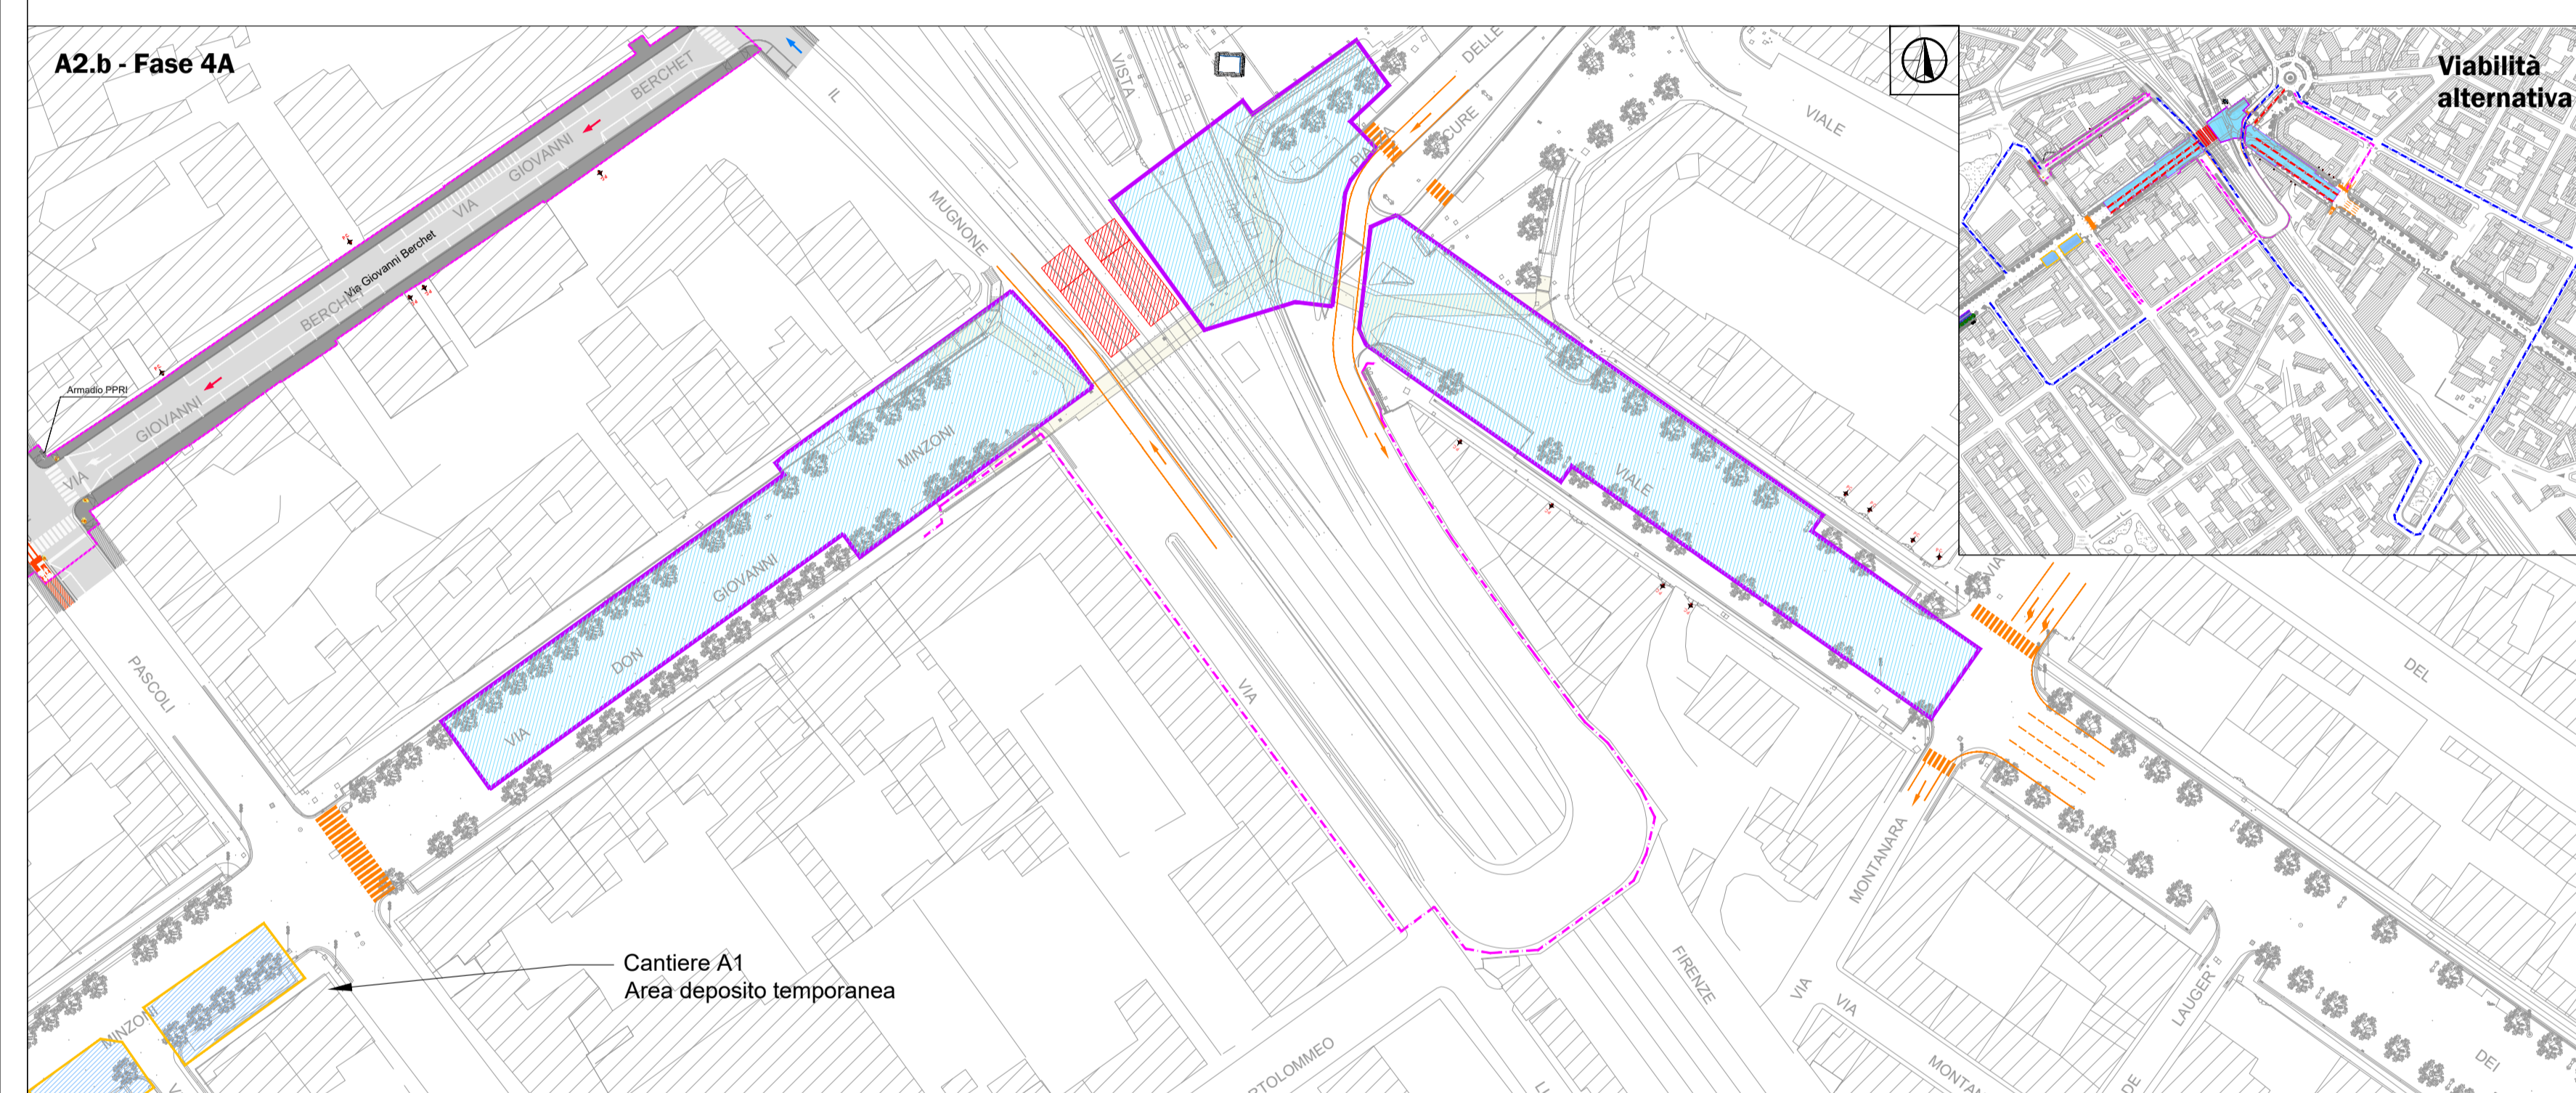 A2.b - Fase 4A
Viabilità
alternativa
VIA
GIOVANNI
BERCHET
Via Giovanni Berchet
VIA
GIOVANNI
BERCHET
Armadio PPRI
IL
MUGNONE
VISTA
DELLE
CURE
VIALE
PASCOLI
VIA
DON
GIOVANNI
MINZONI
VIALE
VIA
VIA
DEL
FIRENZE
MONTANARA
VIA
VIA
LAUGER
DE
DEI
MINZONI
Cantiere A1
Area deposito temporanea